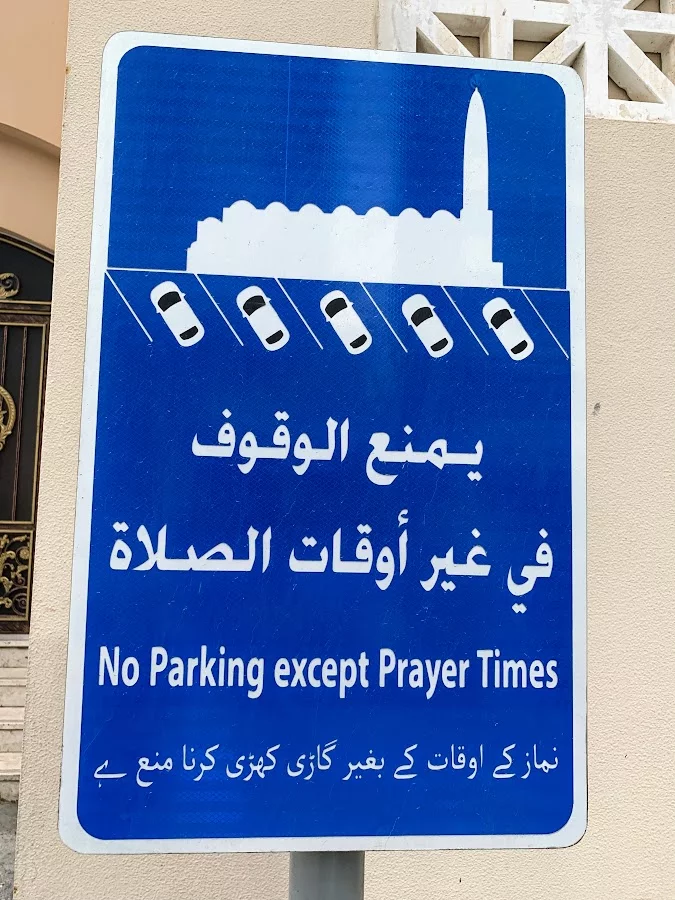 يمنع الوقوف
في غير أوقات الصلاة
No Parking except Prayer Times
نماز کے اوقات کے بغیر گاڑی کھڑی کرنا منع ہے